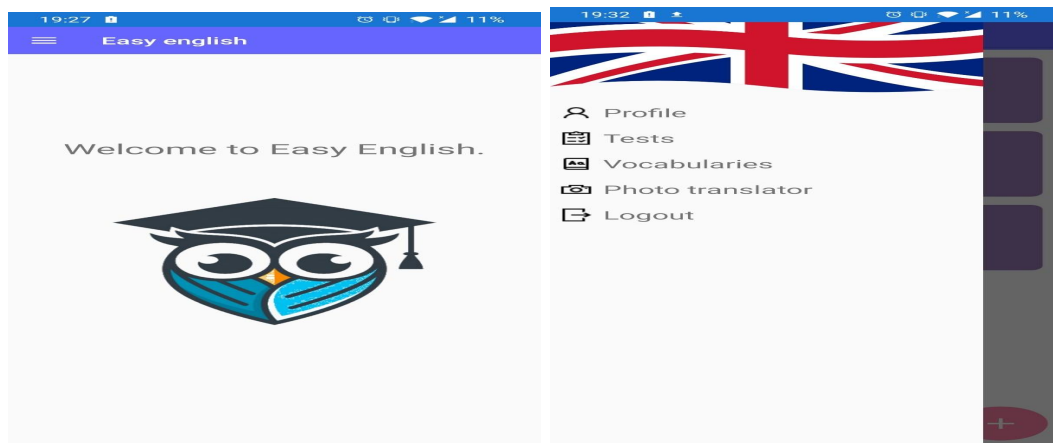 19:27
11%
Easy english
Welcome to Easy English.
19:32
11%
Profile
Tests
Vocabularies
Photo translator
Logout